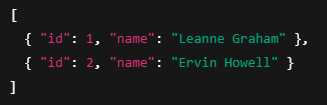 [
  { "id": 1, "name": "Leanne Graham" },
  { "id": 2, "name": "Ervin Howell" }
]